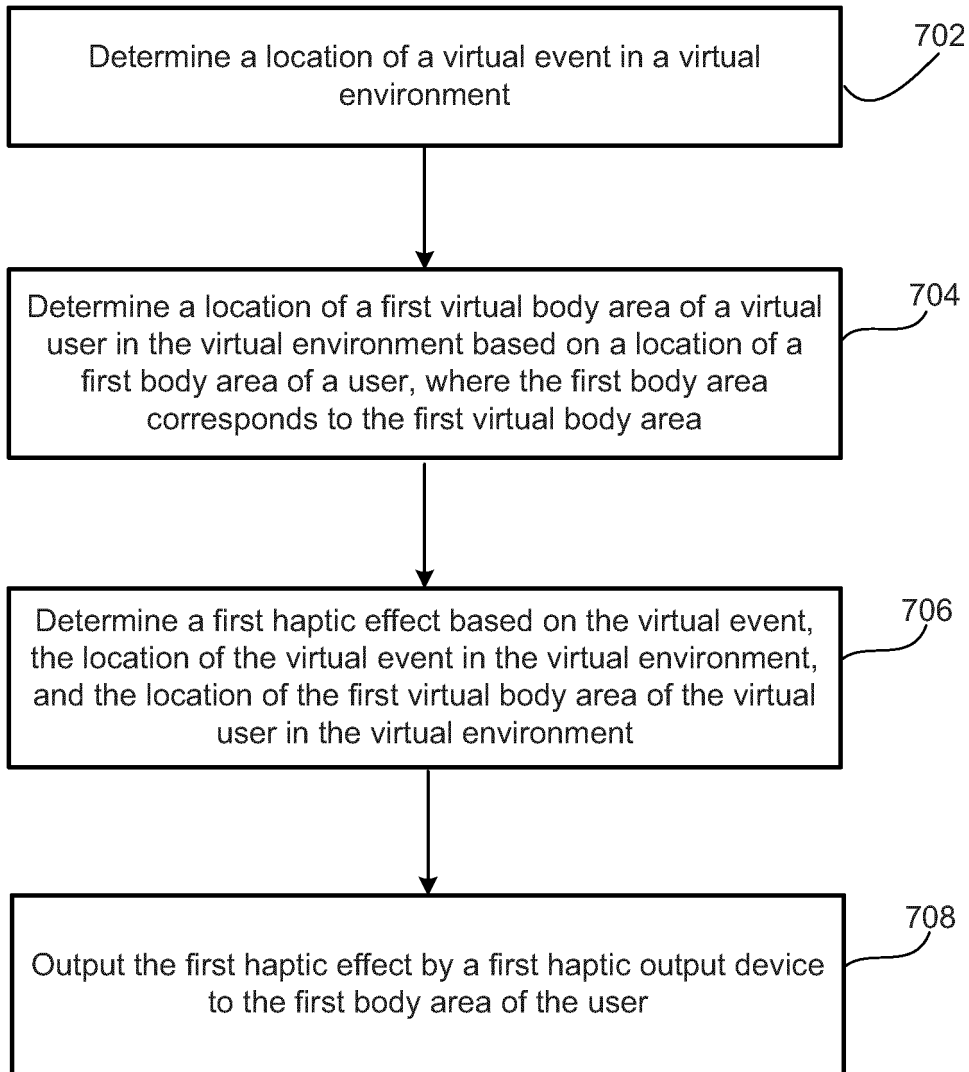 Determine a location of a virtual event in a virtual
environment
702
Determine a location of a first virtual body area of a virtual
user in the virtual environment based on a location of a
first body area of a user, where the first body area
corresponds to the first virtual body area
704
Determine a first haptic effect based on the virtual event,
the location of the virtual event in the virtual environment,
and the location of the first virtual body area of the virtual
user in the virtual environment
706
Output the first haptic effect by a first haptic output device
to the first body area of the user
708